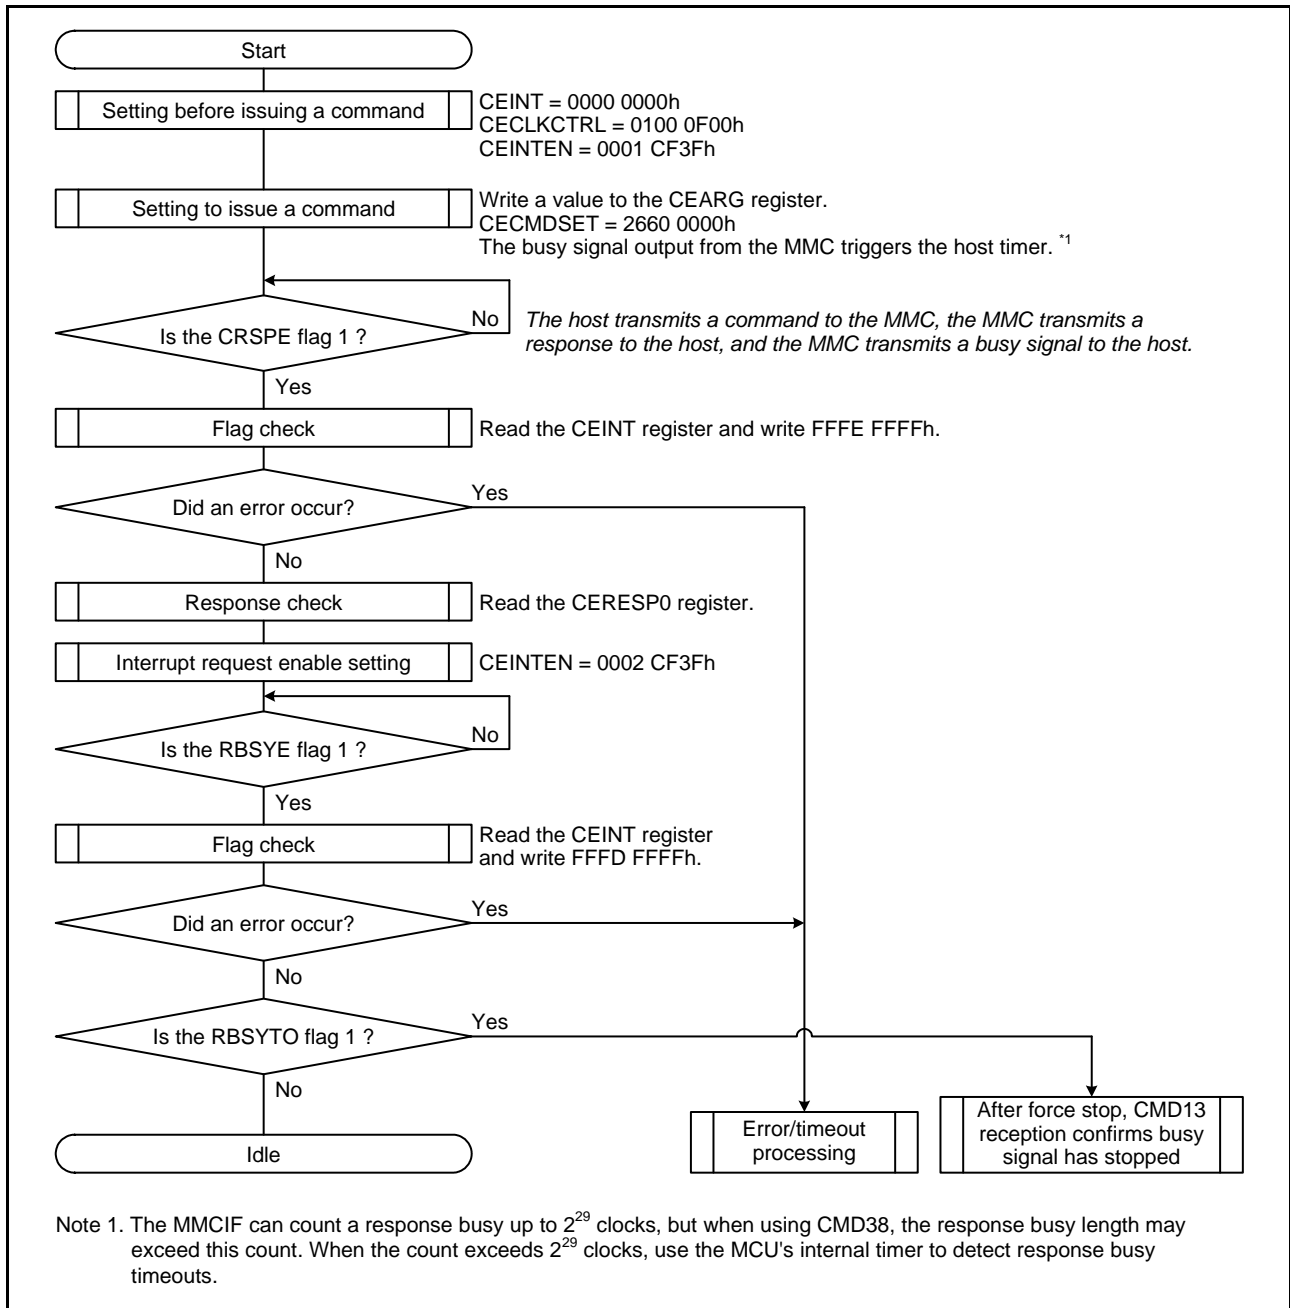 Start
Setting before issuing a command
CEINT = 0000 0000h
CECLKCTRL = 0100 0F00h
CEINTEN = 0001 CF3Fh
Setting to issue a command
Write a value to the CEARG register.
CECMDSET = 2660 0000h
The busy signal output from the MMC triggers the host timer. *1
Is the CRSPE flag 1 ?
No
The host transmits a command to the MMC, the MMC transmits a
response to the host, and the MMC transmits a busy signal to the host.
Yes
Flag check
Read the CEINT register and write FFFE FFFFh.
Did an error occur?
Yes
No
Response check
Read the CERESP0 register.
Interrupt request enable setting
CEINTEN = 0002 CF3Fh
Is the RBSYE flag 1 ?
No
Yes
Flag check
Read the CEINT register
and write FFFD FFFFh.
Did an error occur?
Yes
No
Is the RBSYTO flag 1 ?
Yes
No
Idle
Error/timeout
processing
After force stop, CMD13
reception confirms busy
signal has stopped
Note 1. The MMCIF can count a response busy up to 2^29 clocks, but when using CMD38, the response busy length may
exceed this count. When the count exceeds 2^29 clocks, use the MCU's internal timer to detect response busy
timeouts.